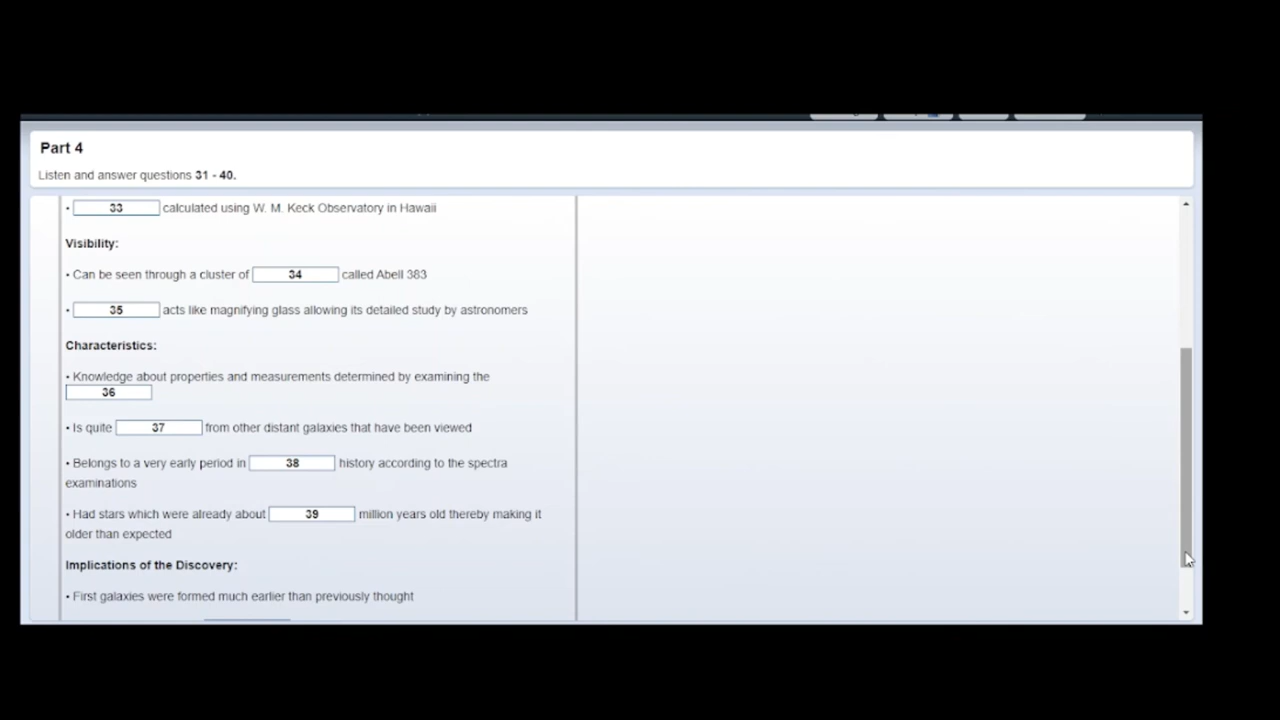 Part 4
Listen and answer questions 31 - 40.
• 33 calculated using W. M. Keck Observatory in Hawaii
Visibility:
• Can be seen through a cluster of 34 called Abell 383
• 35 acts like magnifying glass allowing its detailed study by astronomers
Characteristics:
• Knowledge about properties and measurements determined by examining the
36
• Is quite 37 from other distant galaxies that have been viewed
• Belongs to a very early period in 38 history according to the spectra
examinations
• Had stars which were already about 39 million years old thereby making it
older than expected
Implications of the Discovery:
• First galaxies were formed much earlier than previously thought